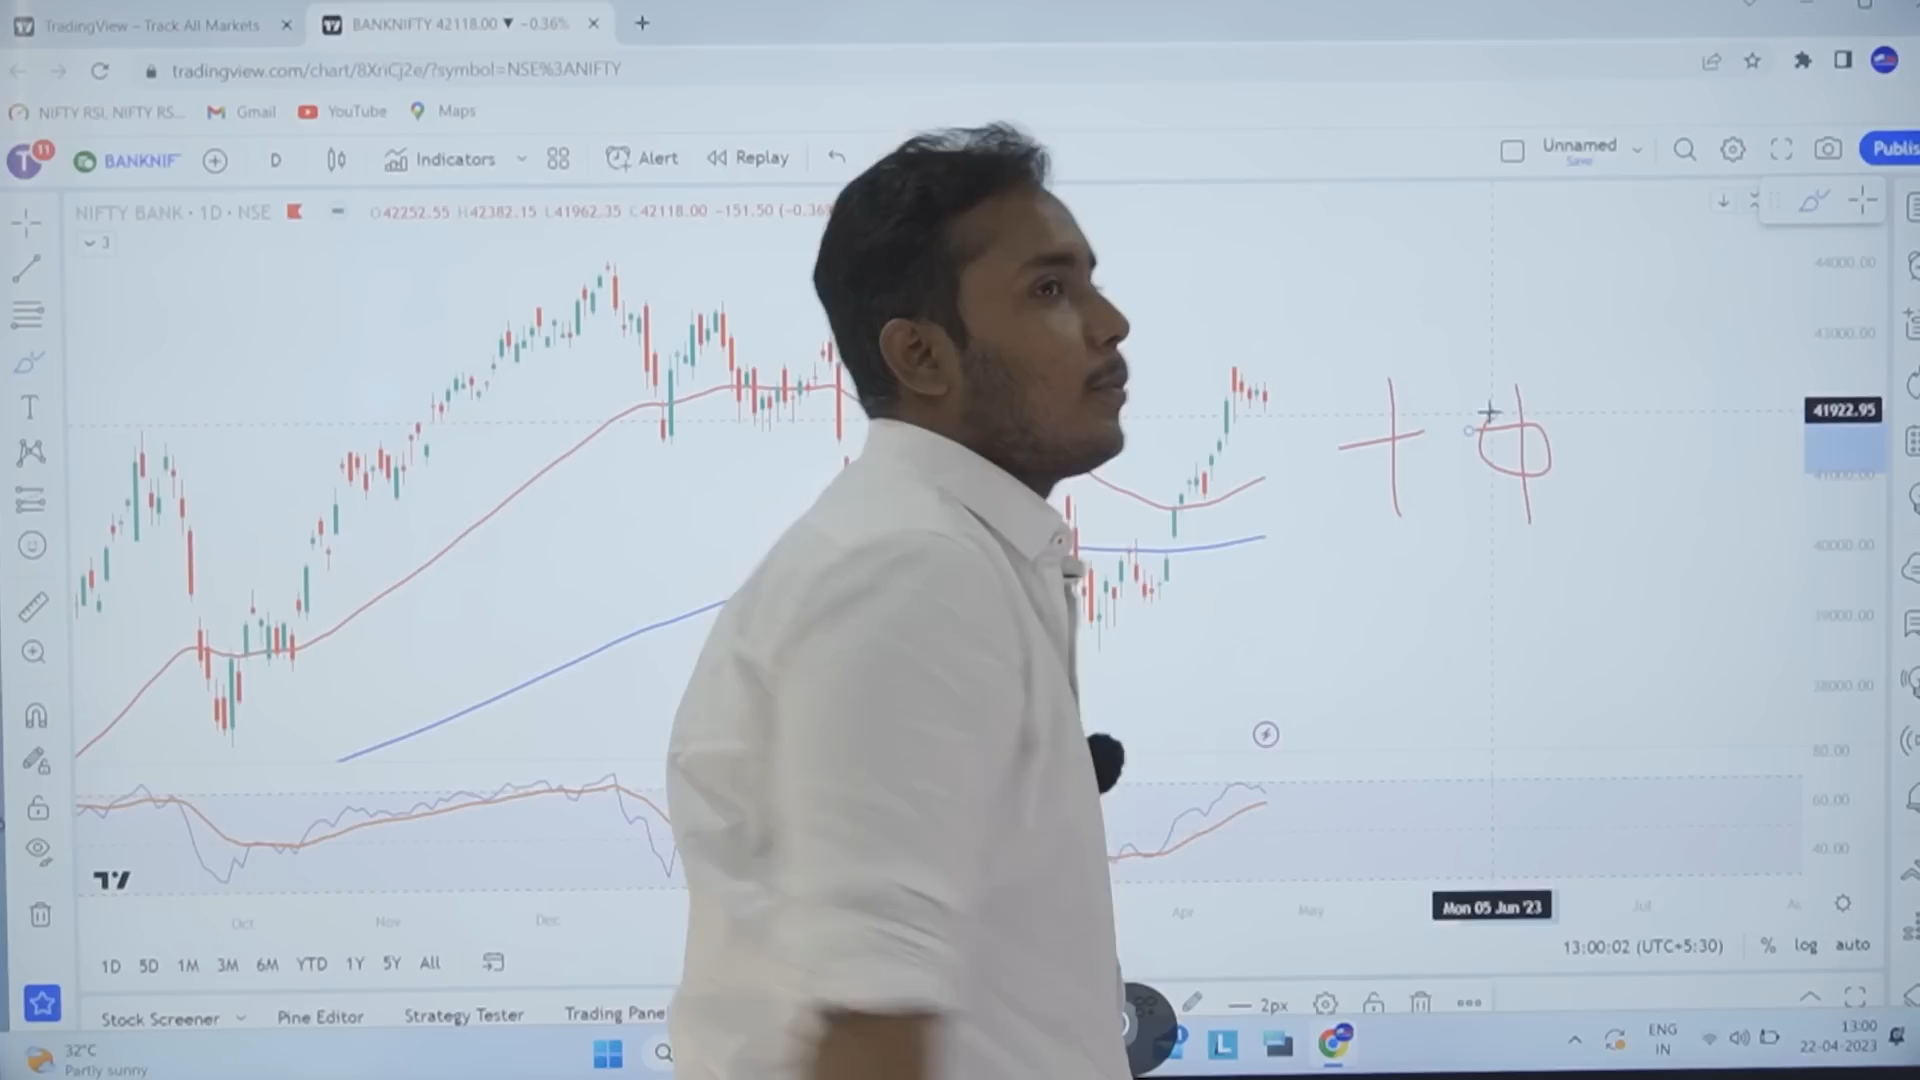 TradingView – Track All Markets
BANKNIFTY 42118.00 ▼ −0.36%
tradingview.com/chart/8XriCj2e/?symbol=NSE%3ANIFTY
NIFTY RSI, NIFTY RS...
Gmail
YouTube
Maps
T
11
BANKNIF
D
Indicators
Alert
Replay
Unnamed
Save
Publis
NIFTY BANK · 1D · NSE
O42252.55 H42382.15 L41962.35 C42118.00 −151.50 (−0.36%
3
44000.00
43000.00
41922.95
41000.00
40000.00
39000.00
38000.00
80.00
60.00
40.00
Oct
Nov
Dec
Apr
May
Mon 05 Jun '23
Jul
1D 5D 1M 3M 6M YTD 1Y 5Y All
13:00:02 (UTC+5:30)
% log auto
Stock Screener
Pine Editor
Strategy Tester
Trading Pane
2px
32°C
Partly sunny
L
ENG
IN
13:00
22-04-2023